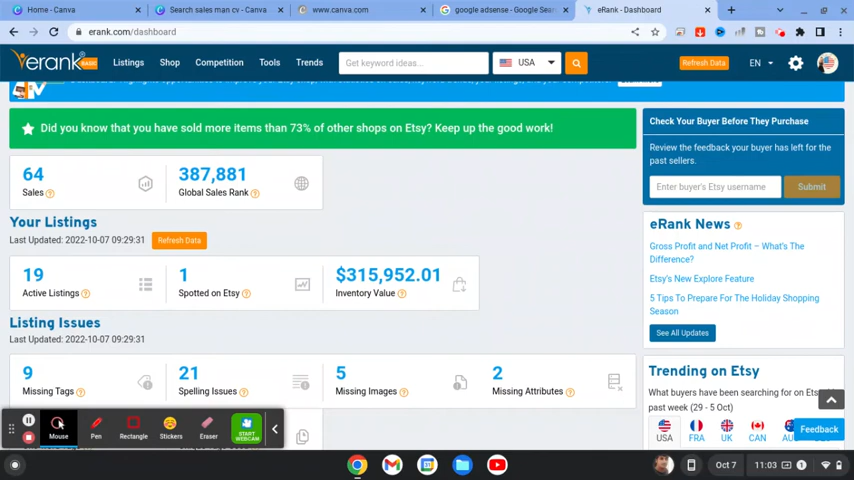 Home - Canva
Search sales man cv - Canva
www.canva.com
google adsense - Google Sear
eRank - Dashboard
erank.com/dashboard
erank BASIC
Listings
Shop
Competition
Tools
Trends
Get keyword ideas...
USA
Refresh Data
EN
Did you know that you have sold more items than 73% of other shops on Etsy? Keep up the good work!
64
Sales
387,881
Global Sales Rank
Your Listings
Last Updated: 2022-10-07 09:29:31
Refresh Data
19
Active Listings
1
Spotted on Etsy
$315,952.01
Inventory Value
Listing Issues
Last Updated: 2022-10-07 09:29:31
9
Missing Tags
21
Spelling Issues
5
Missing Images
2
Missing Attributes
Check Your Buyer Before They Purchase
Review the feedback your buyer has left for the
past sellers.
Enter buyer's Etsy username
Submit
eRank News
Gross Profit and Net Profit – What's The
Difference?
Etsy's New Explore Feature
5 Tips To Prepare For The Holiday Shopping
Season
See All Updates
Trending on Etsy
What buyers have been searching for on Etsy
past week (29 - 5 Oct)
USA
FRA
UK
CAN
Feedback
Mouse
Pen
Rectangle
Stickers
Eraser
START
WEBCAM
Oct 7
11:03